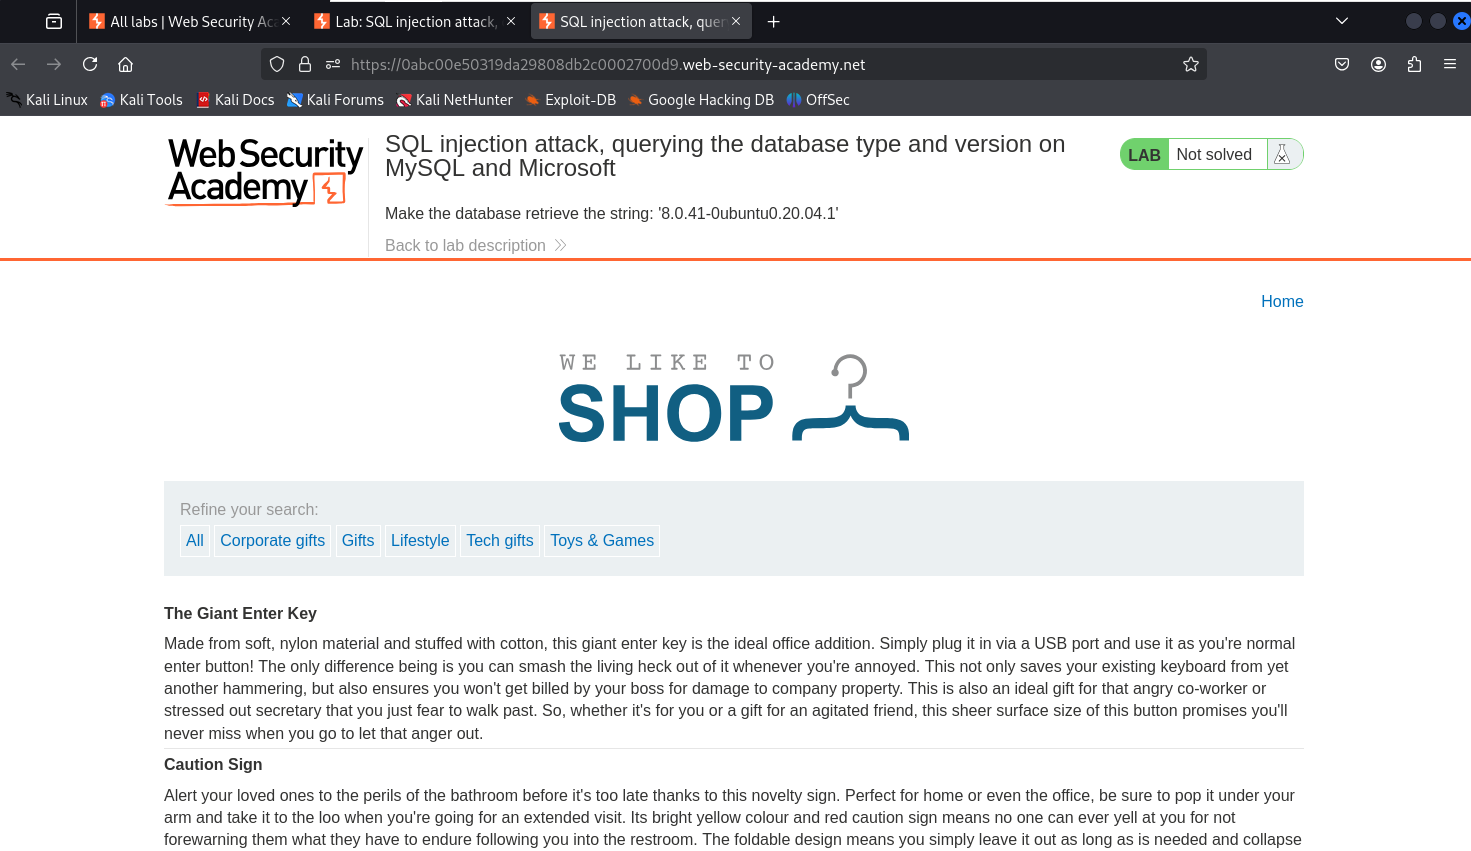 All labs | Web Security Aca
Lab: SQL injection attack,
SQL injection attack, quer
https://0abc00e50319da29808db2c0002700d9.web-security-academy.net
Kali Linux
Kali Tools
Kali Docs
Kali Forums
Kali NetHunter
Exploit-DB
Google Hacking DB
OffSec
Web Security
Academy
SQL injection attack, querying the database type and version on
MySQL and Microsoft
LAB Not solved
Make the database retrieve the string: '8.0.41-0ubuntu0.20.04.1'
Back to lab description
Home
WE LIKE TO
SHOP
Refine your search:
All
Corporate gifts
Gifts
Lifestyle
Tech gifts
Toys & Games
The Giant Enter Key
Made from soft, nylon material and stuffed with cotton, this giant enter key is the ideal office addition. Simply plug it in via a USB port and use it as you're normal
enter button! The only difference being is you can smash the living heck out of it whenever you're annoyed. This not only saves your existing keyboard from yet
another hammering, but also ensures you won't get billed by your boss for damage to company property. This is also an ideal gift for that angry co-worker or
stressed out secretary that you just fear to walk past. So, whether it's for you or a gift for an agitated friend, this sheer surface size of this button promises you'll
never miss when you go to let that anger out.
Caution Sign
Alert your loved ones to the perils of the bathroom before it's too late thanks to this novelty sign. Perfect for home or even the office, be sure to pop it under your
arm and take it to the loo when you're going for an extended visit. Its bright yellow colour and red caution sign means no one can ever yell at you for not
forewarning them what they have to endure following you into the restroom. The foldable design means you simply leave it out as long as is needed and collapse